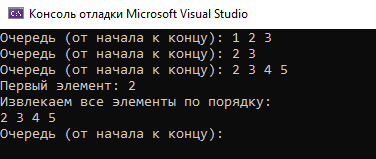 Консоль отладки Microsoft Visual Studio
Очередь (от начала к концу): 1 2 3
Очередь (от начала к концу): 2 3
Очередь (от начала к концу): 2 3 4 5
Первый элемент: 2
Извлекаем все элементы по порядку:
2 3 4 5
Очередь (от начала к концу):